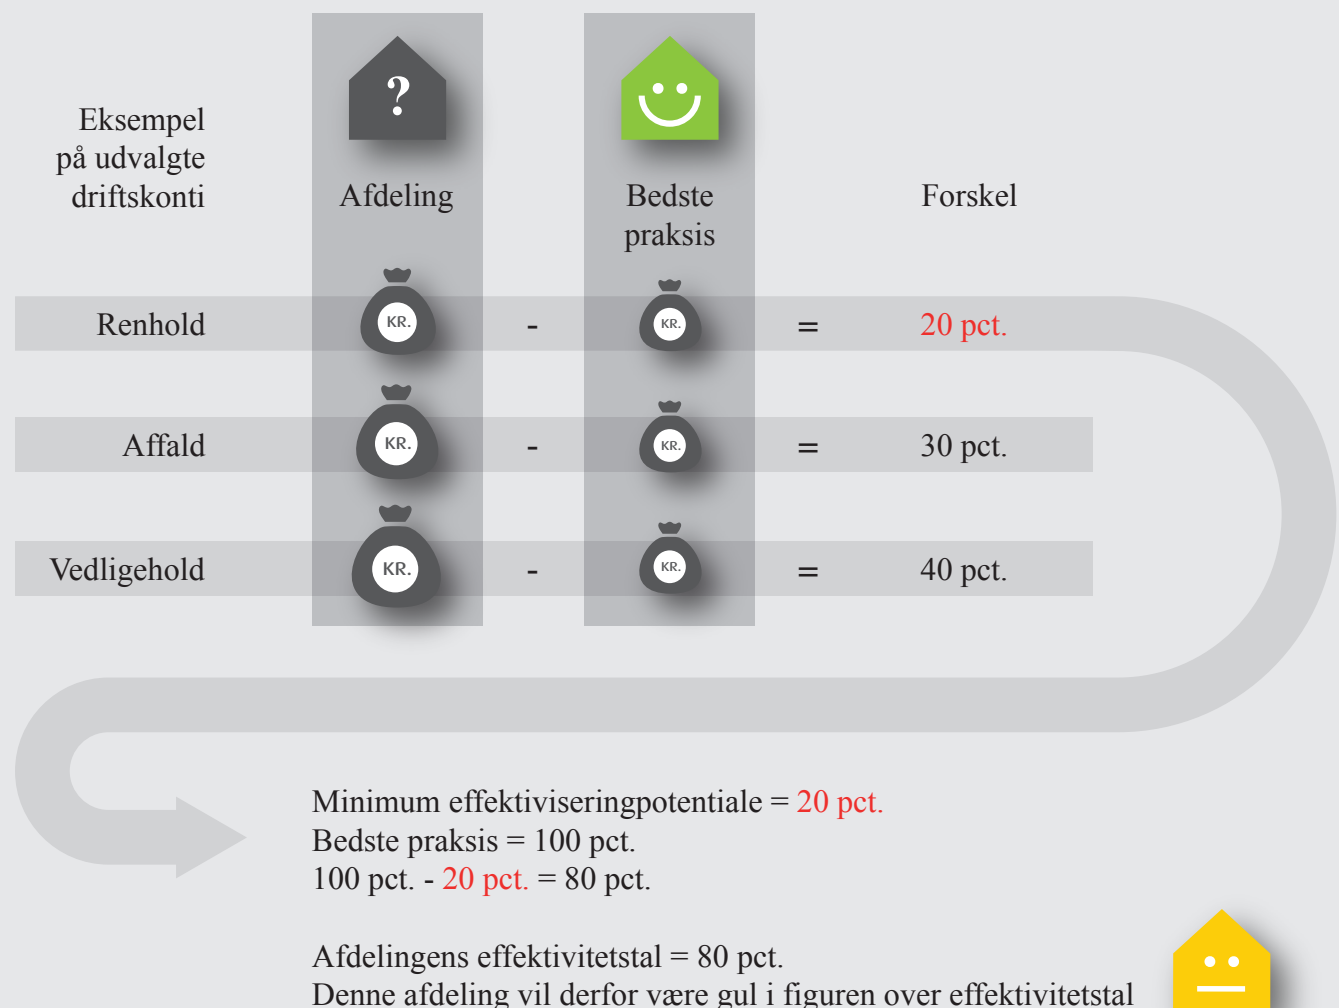 ?
Eksempel
på udvalgte
driftskonti
Afdeling
Bedste
praksis
Forskel
Renhold KR. - KR. = 20 pct.
Affald KR. - KR. = 30 pct.
Vedligehold KR. - KR. = 40 pct.
Minimum effektiviseringpotentiale = 20 pct.
Bedste praksis = 100 pct.
100 pct. - 20 pct. = 80 pct.
Afdelingens effektivitetstal = 80 pct.
Denne afdeling vil derfor være gul i figuren over effektivitetstal